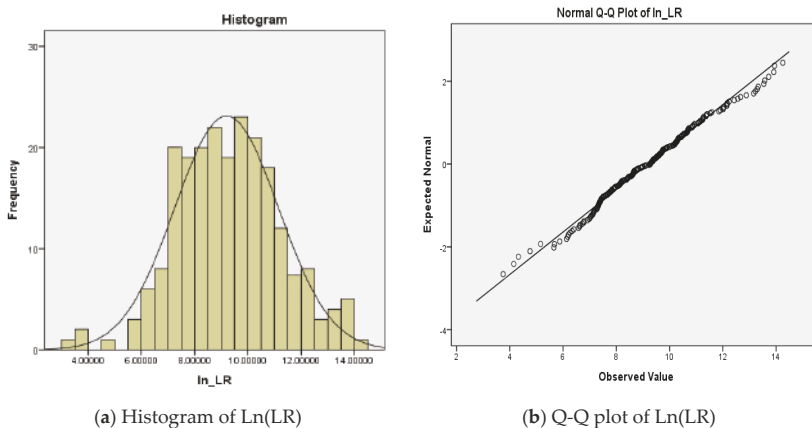 Histogram
30
20
10
0
Frequency
4.00000 6.00000 8.00000 10.00000 12.00000 14.00000
ln_LR
(a) Histogram of Ln(LR)
Normal Q-Q Plot of ln_LR
2
0
-2
-4
Expected Normal
2 4 6 8 10 12 14
Observed Value
(b) Q-Q plot of Ln(LR)